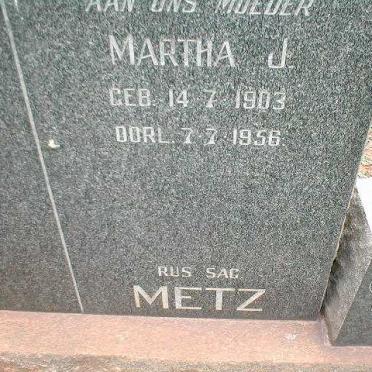 AAN ONS MOEDER
MARTHA J.
GEB. 14.7.1903
OORL. 7.7.1956.
RUS SAG
METZ